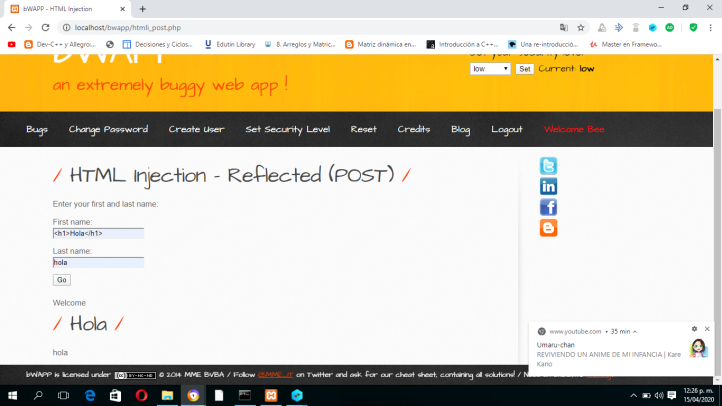 bWAPP - HTML Injection
localhost/bwapp/htmli_post.php
Dev-C++ y Allegro...
Decisiones y Ciclos...
Edutin Library
8. Arreglos y Matric...
Matriz dinámica en...
Introducción a C++...
Una re-introducció...
Master en Framewo...
bWAPP
an extremely buggy web app !
low
Set
Current: low
Bugs
Change Password
Create User
Set Security Level
Reset
Credits
Blog
Logout
Welcome Bee
/ HTML Injection - Reflected (POST) /
Enter your first and last name:
First name:
<h1>Hola</h1>
Last name:
hola
Go
Welcome
/ Hola /
hola
www.youtube.com • 35 min
Umaru-chan
REVIVIENDO UN ANIME DE MI INFANCIA | Kare
Kano
bWAPP is licensed under
BY-NC-ND
© 2014 MME BVBA / Follow @MME_IT on Twitter and ask for our cheat sheet, containing all solutions! /
12:26 p. m.
15/04/2020